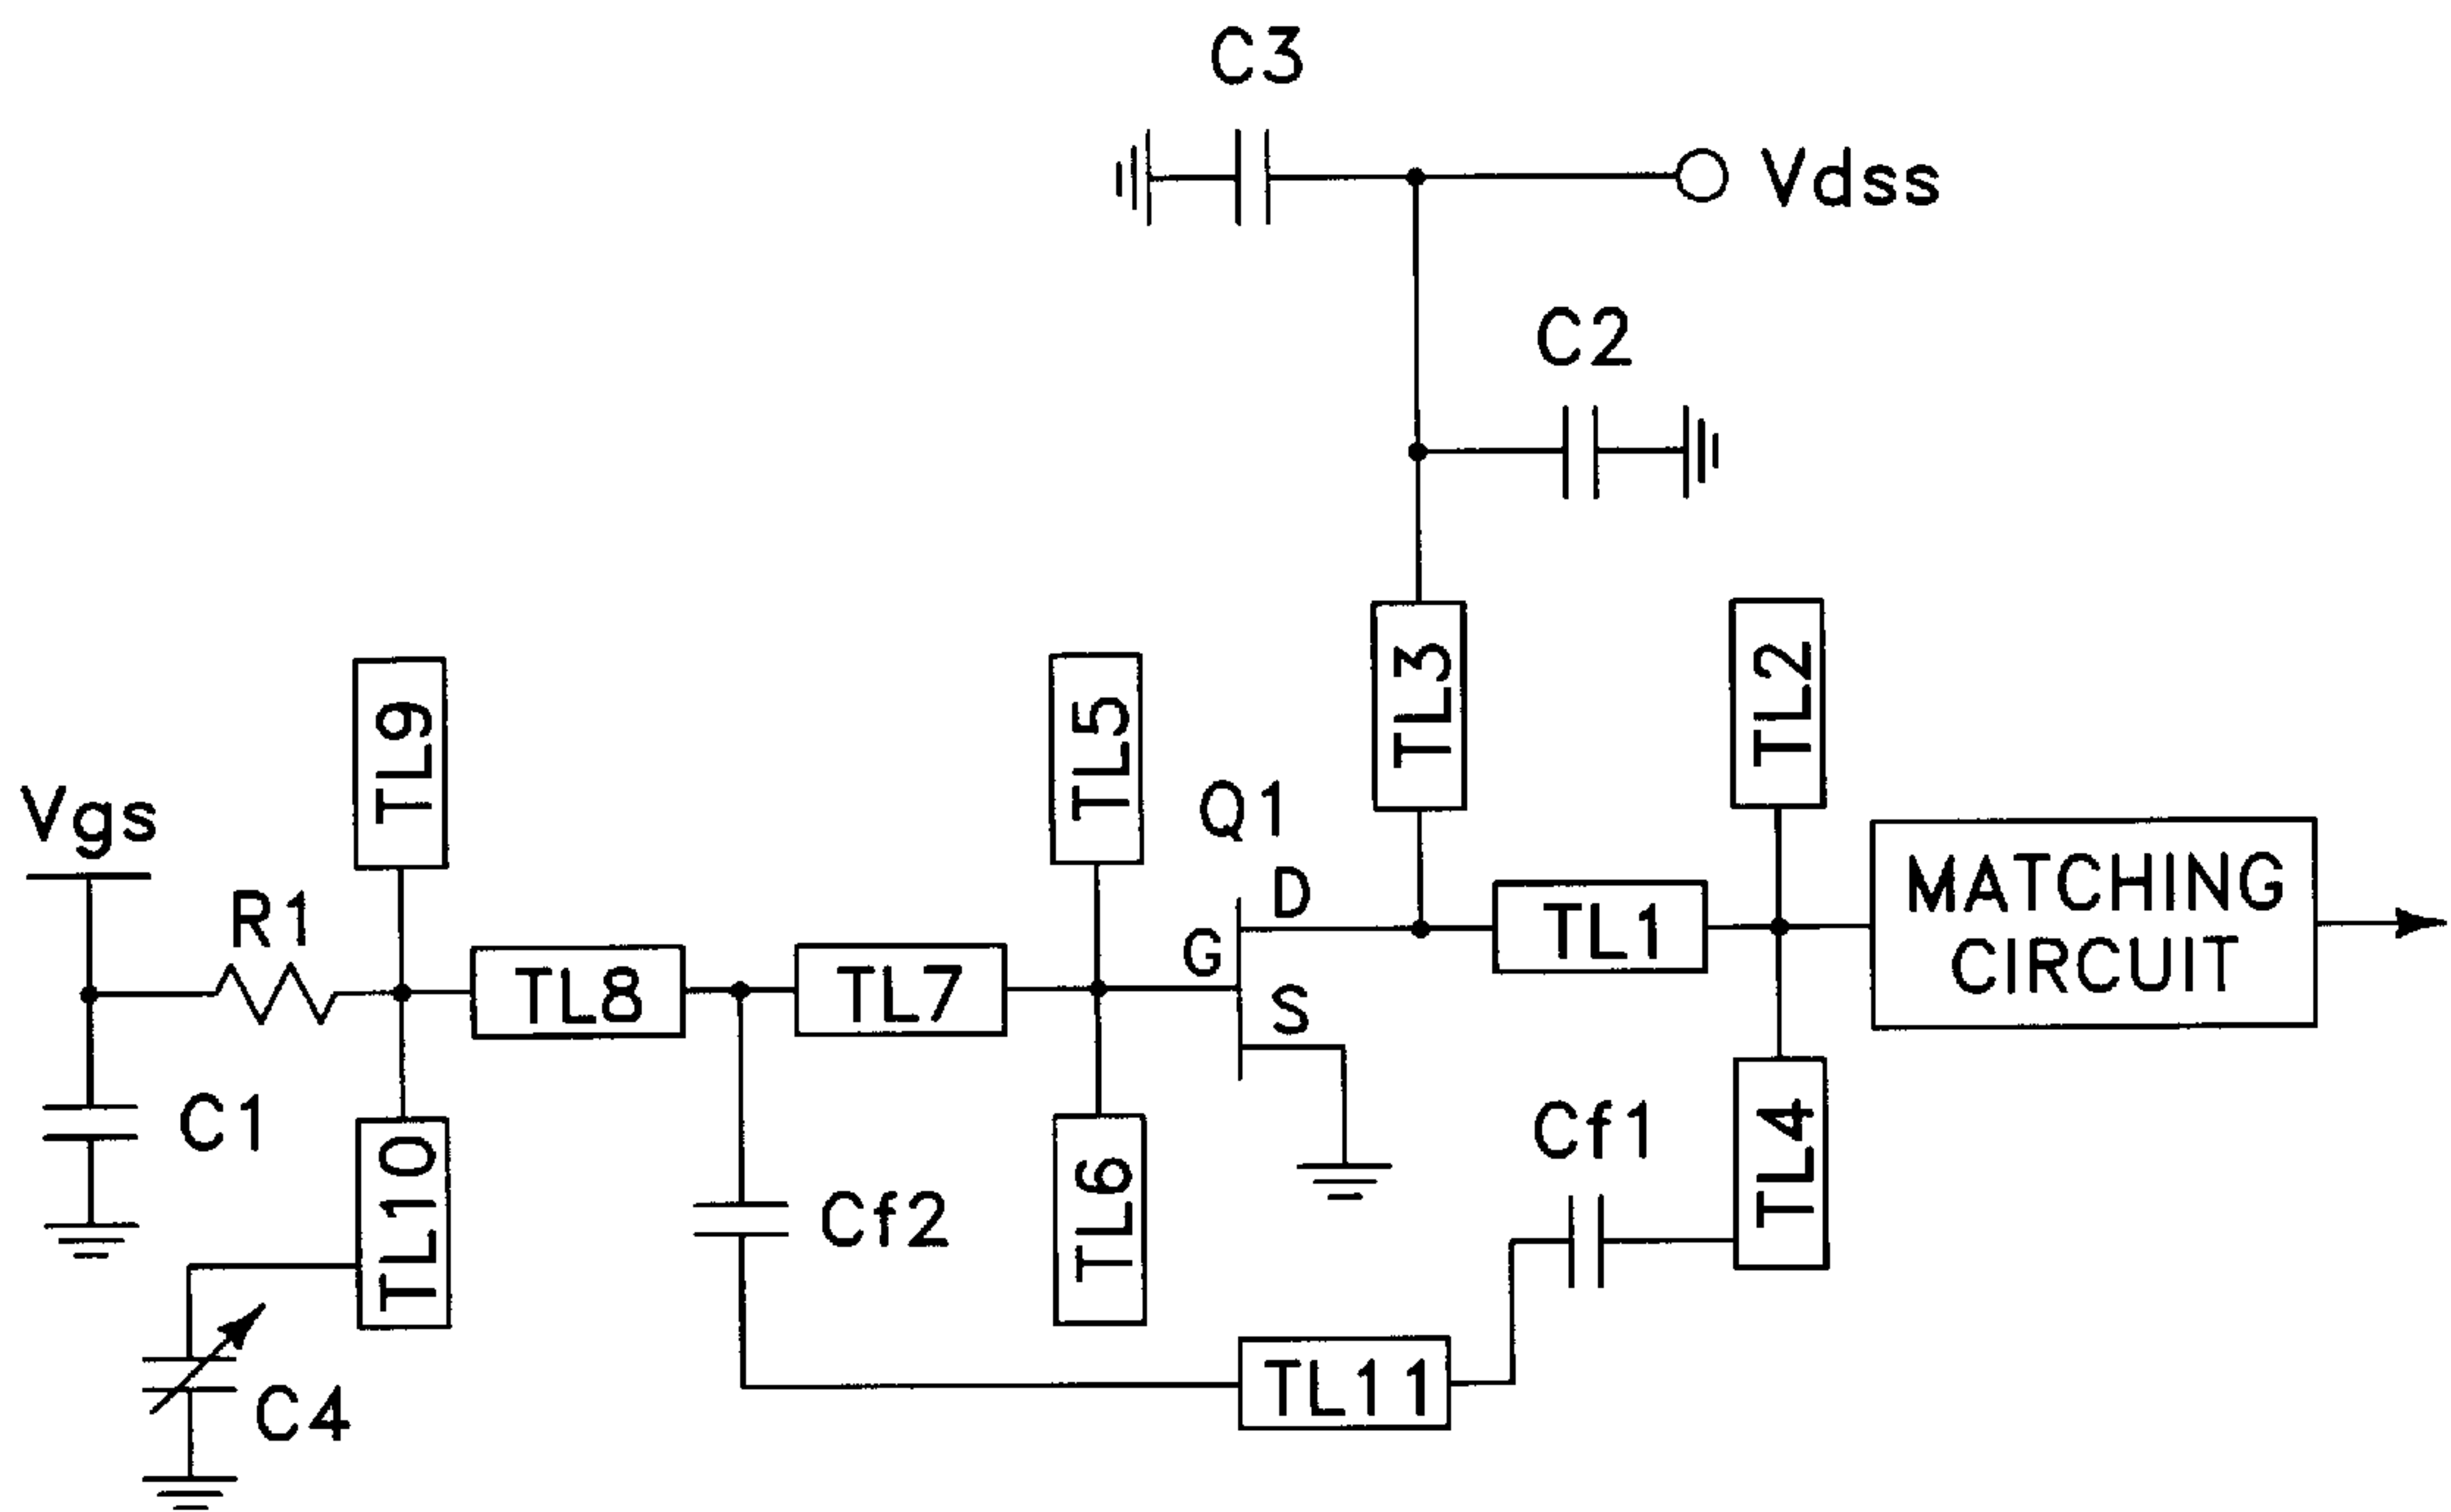 C3
Vdss
C2
TL3
TL2
TL9
TL5
Vgs
Q1
R1
D
MATCHING
CIRCUIT
G
TL1
TL8
TL7
S
C1
Cf1
TL10
Cf2
TL6
TL4
C4
TL11